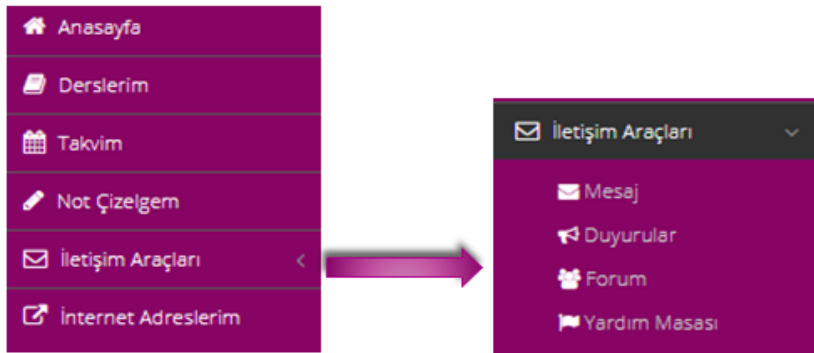 Anasayfa
Derslerim
Takvim
Not Çizelgem
İletişim Araçları
İnternet Adreslerim
İletişim Araçları
Mesaj
Duyurular
Forum
Yardım Masası